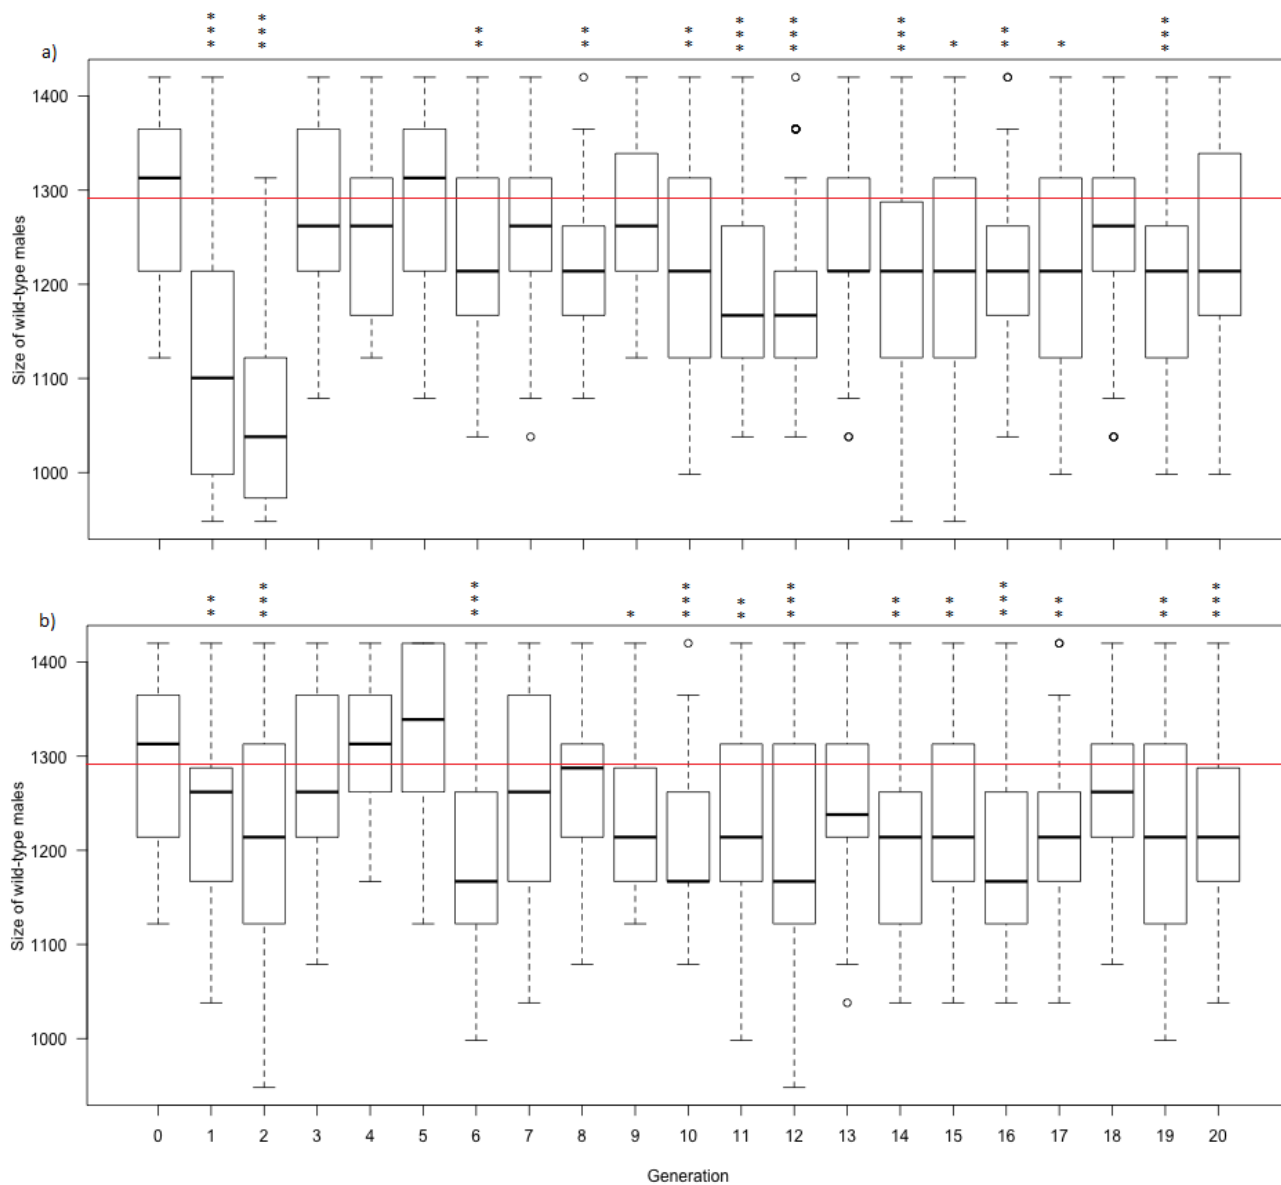 *** *** ** ** ** *** *** *** * ** * ***
a)
1400
1300
1200
1100
1000
Size of wild-type males
** *** *** * *** ** *** ** ** *** ** ** ***
b)
1400
1300
1200
1100
1000
Size of wild-type males
0 1 2 3 4 5 6 7 8 9 10 11 12 13 14 15 16 17 18 19 20
Generation